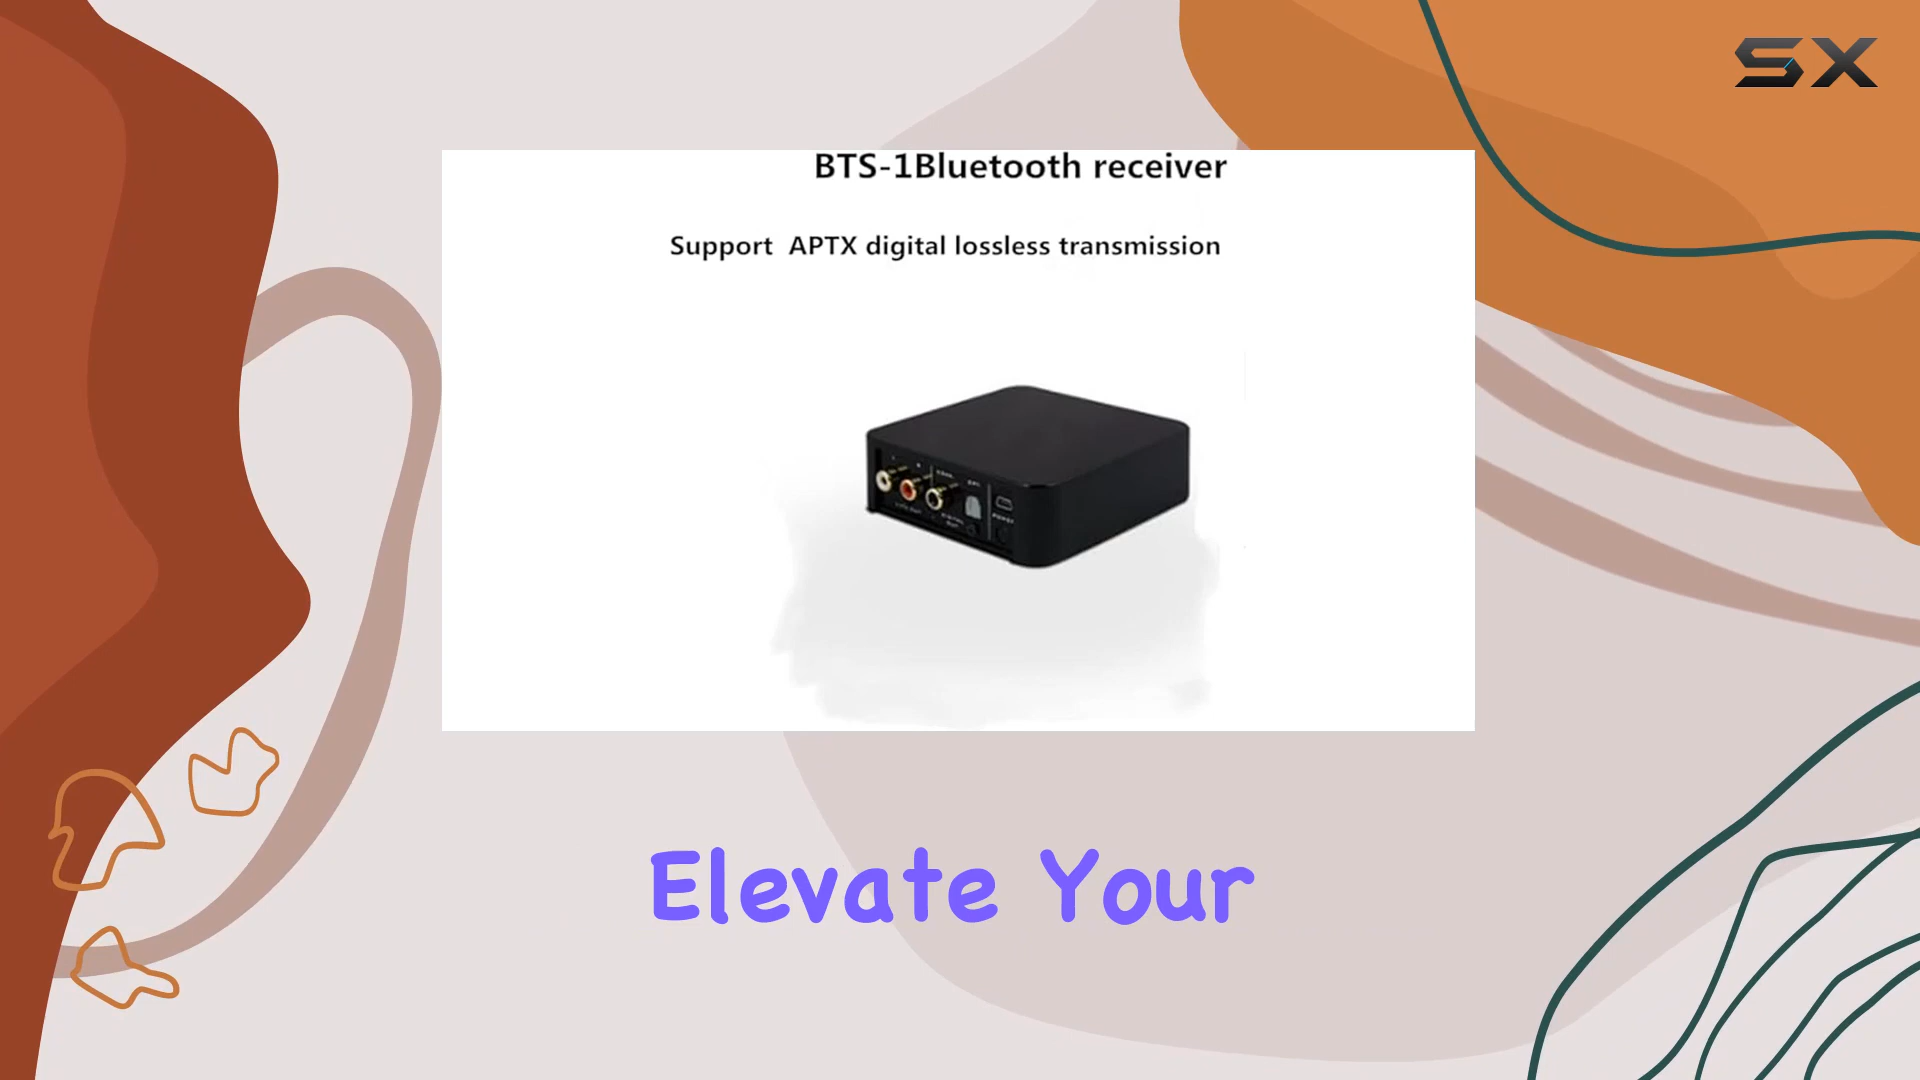 SX
BTS-1Bluetooth receiver
Support APTX digital lossless transmission
Elevate Your